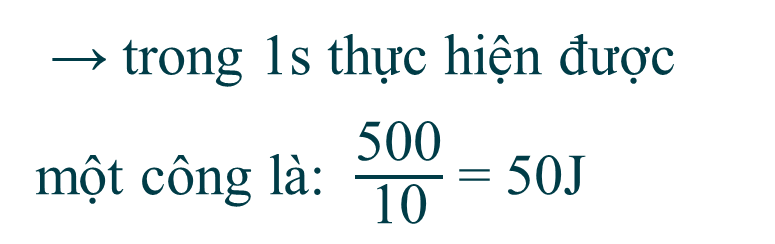 → trong 1s thực hiện được
một công là: 500/10 = 50J